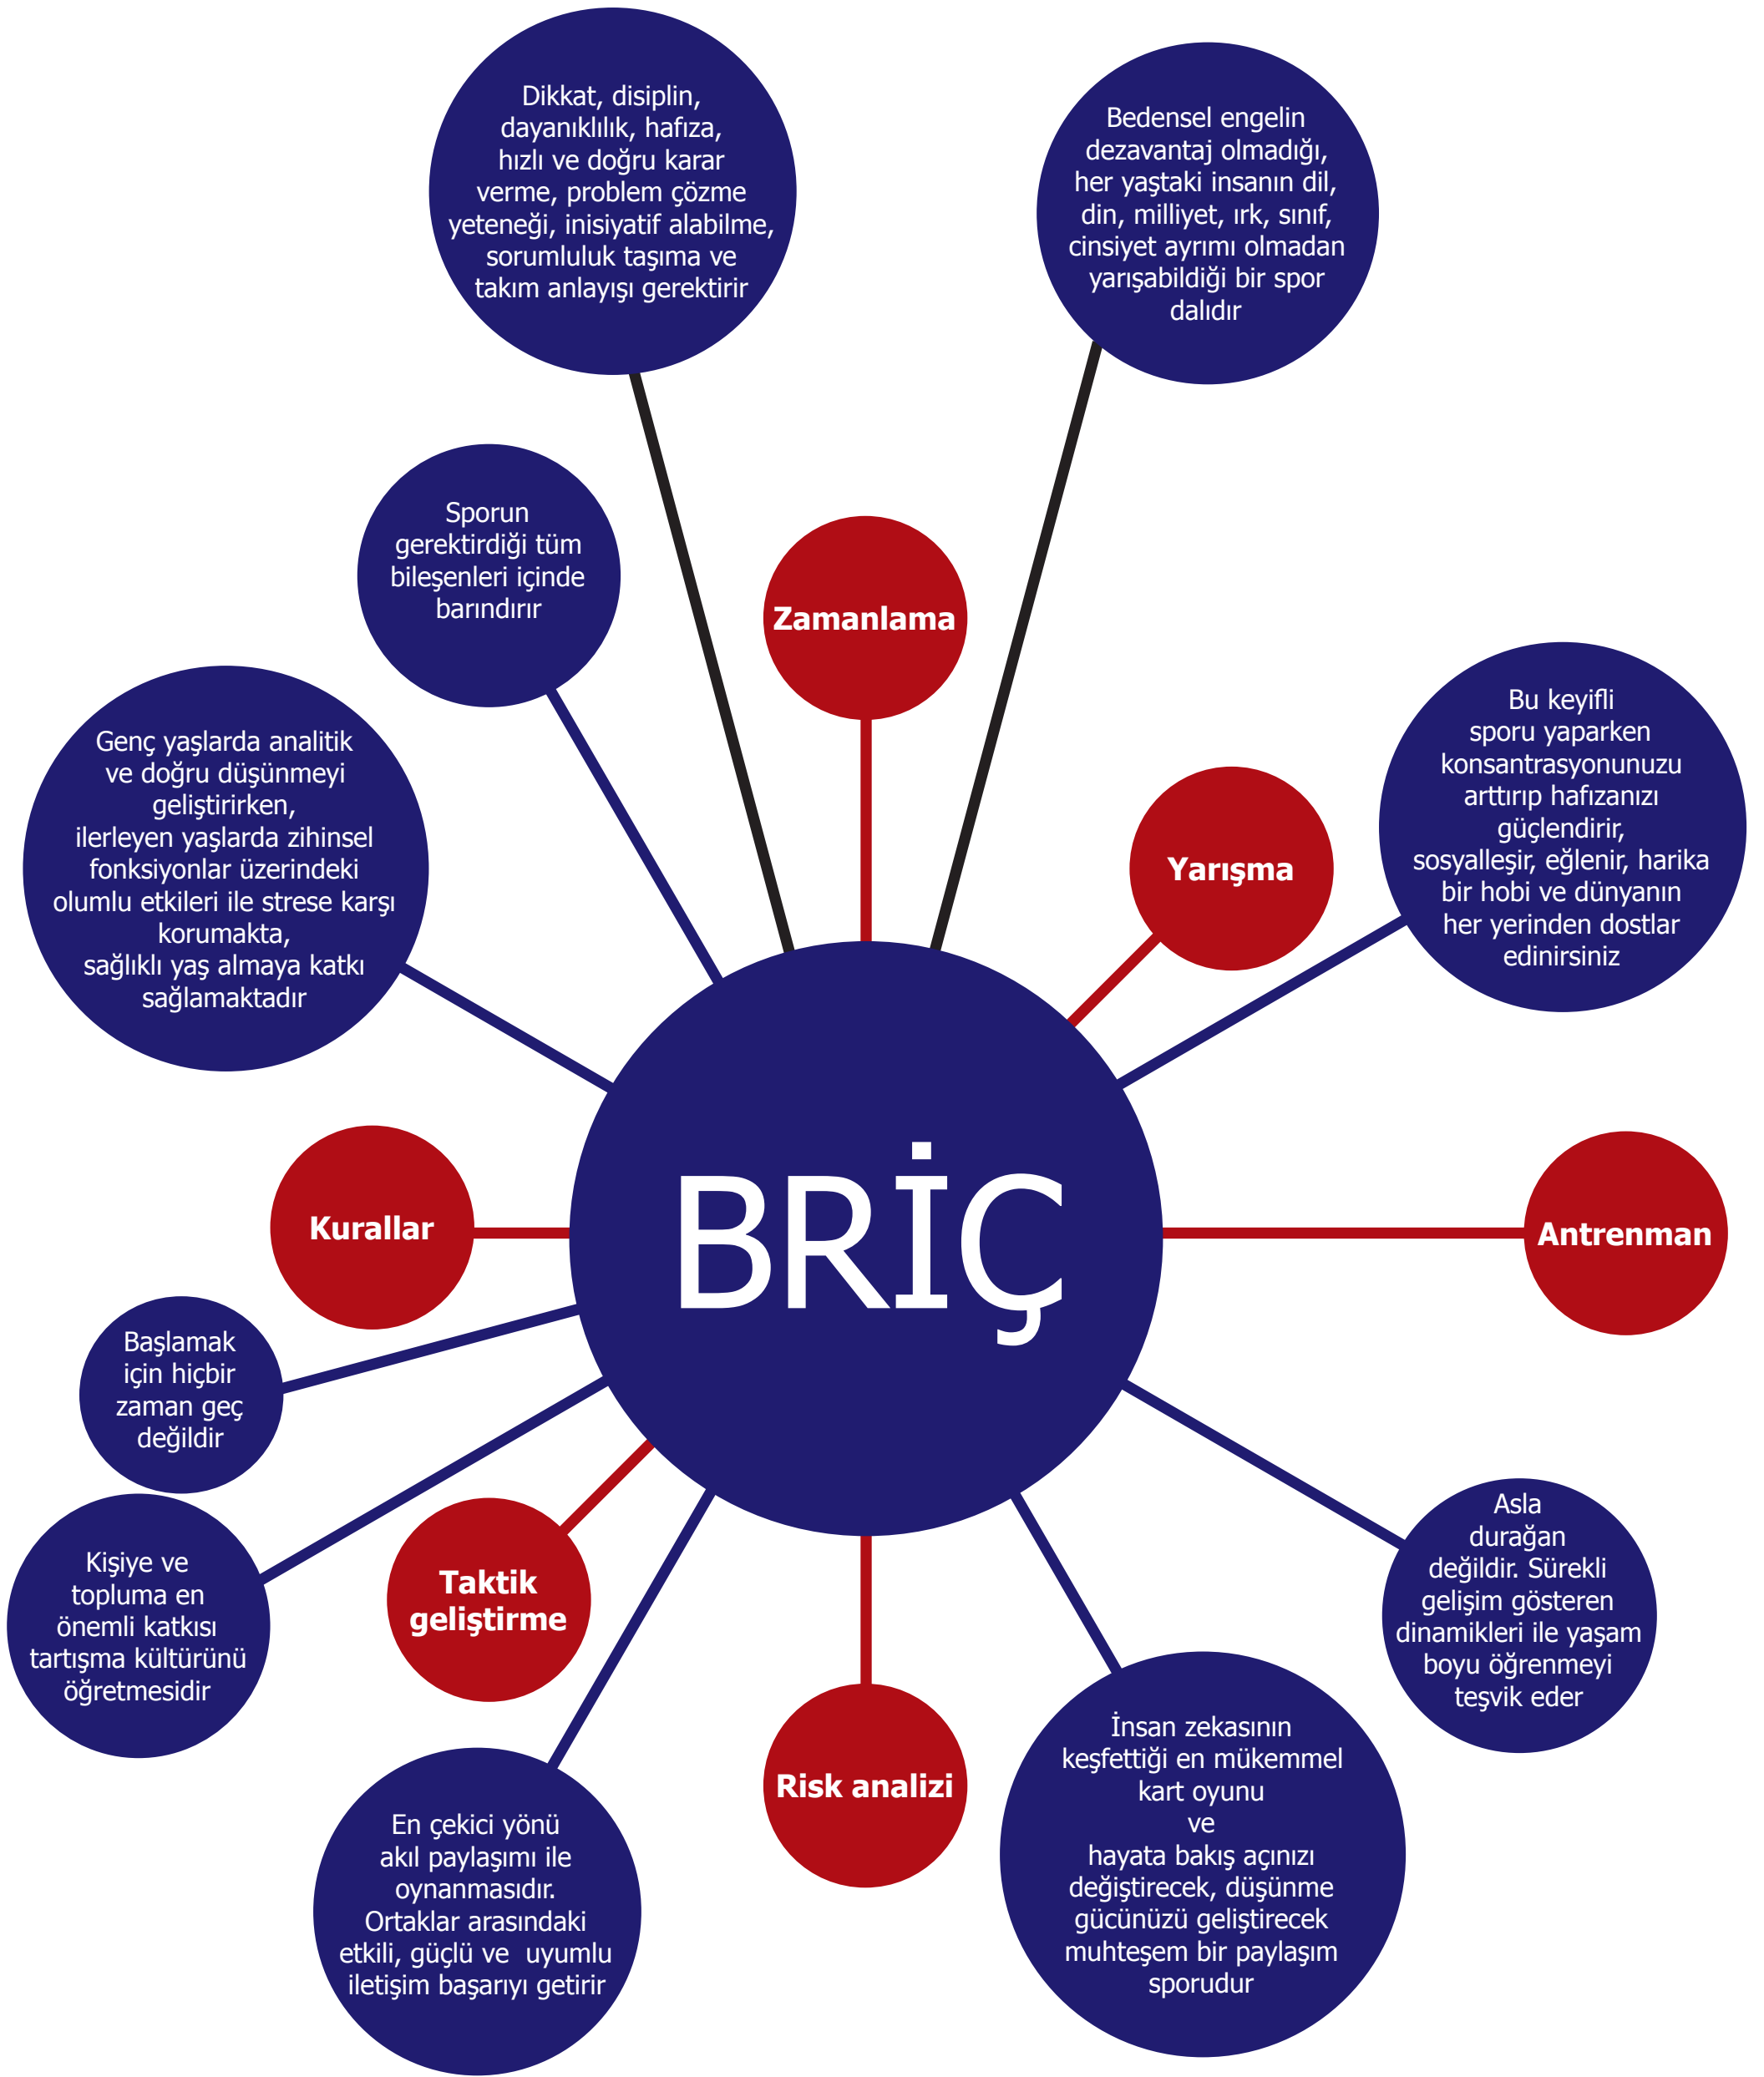 Dikkat, disiplin,
dayanıklılık, hafıza,
hızlı ve doğru karar
verme, problem çözme
yeteneği, inisiyatif alabilme,
sorumluluk taşıma ve
takım anlayışı gerektirir
Bedensel engelin
dezavantaj olmadığı,
her yaştaki insanın dil,
din, milliyet, ırk, sınıf,
cinsiyet ayrımı olmadan
yarışabildiği bir spor
dalıdır
Sporun
gerektirdiği tüm
bileşenleri içinde
barındırır
Zamanlama
Genç yaşlarda analitik
ve doğru düşünmeyi
geliştirirken,
ilerleyen yaşlarda zihinsel
fonksiyonlar üzerindeki
olumlu etkileri ile strese karşı
korumakta,
sağlıklı yaş almaya katkı
sağlamaktadır
Yarışma
Bu keyifli
sporu yaparken
konsantrasyonunuzu
arttırıp hafızanızı
güçlendirir,
sosyalleşir, eğlenir, harika
bir hobi ve dünyanın
her yerinden dostlar
edinirsiniz
Kurallar
BRİÇ
Antrenman
Başlamak
için hiçbir
zaman geç
değildir
Kişiye ve
topluma en
önemli katkısı
tartışma kültürünü
öğretmesidir
Taktik
geliştirme
Asla
durağan
değildir. Sürekli
gelişim gösteren
dinamikleri ile yaşam
boyu öğrenmeyi
teşvik eder
Risk analizi
İnsan zekasının
keşfettiği en mükemmel
kart oyunu
ve
hayata bakış açınızı
değiştirecek, düşünme
gücünüzü geliştirecek
muhteşem bir paylaşım
sporudur
En çekici yönü
akıl paylaşımı ile
oynanmasıdır.
Ortaklar arasındaki
etkili, güçlü ve  uyumlu
iletişim başarıyı getirir